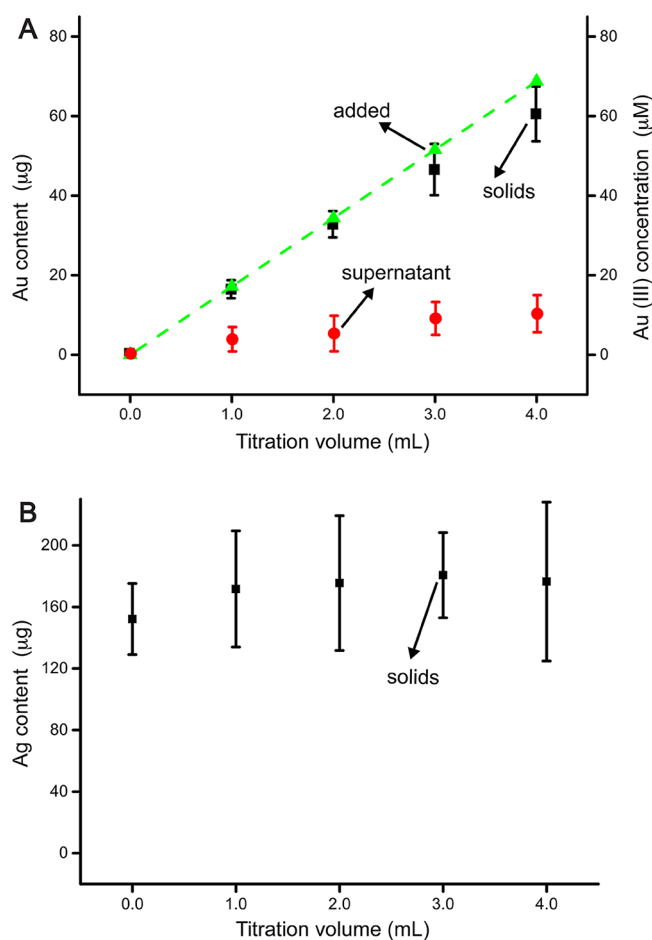 A
80
60
40
20
0
Au content (μg)
80
60
40
20
0
Au (III) concentration (μM)
added
solids
supernatant
0.0 1.0 2.0 3.0 4.0
Titration volume (mL)
B
200
160
120
80
40
0
Ag content (μg)
solids
0.0 1.0 2.0 3.0 4.0
Titration volume (mL)